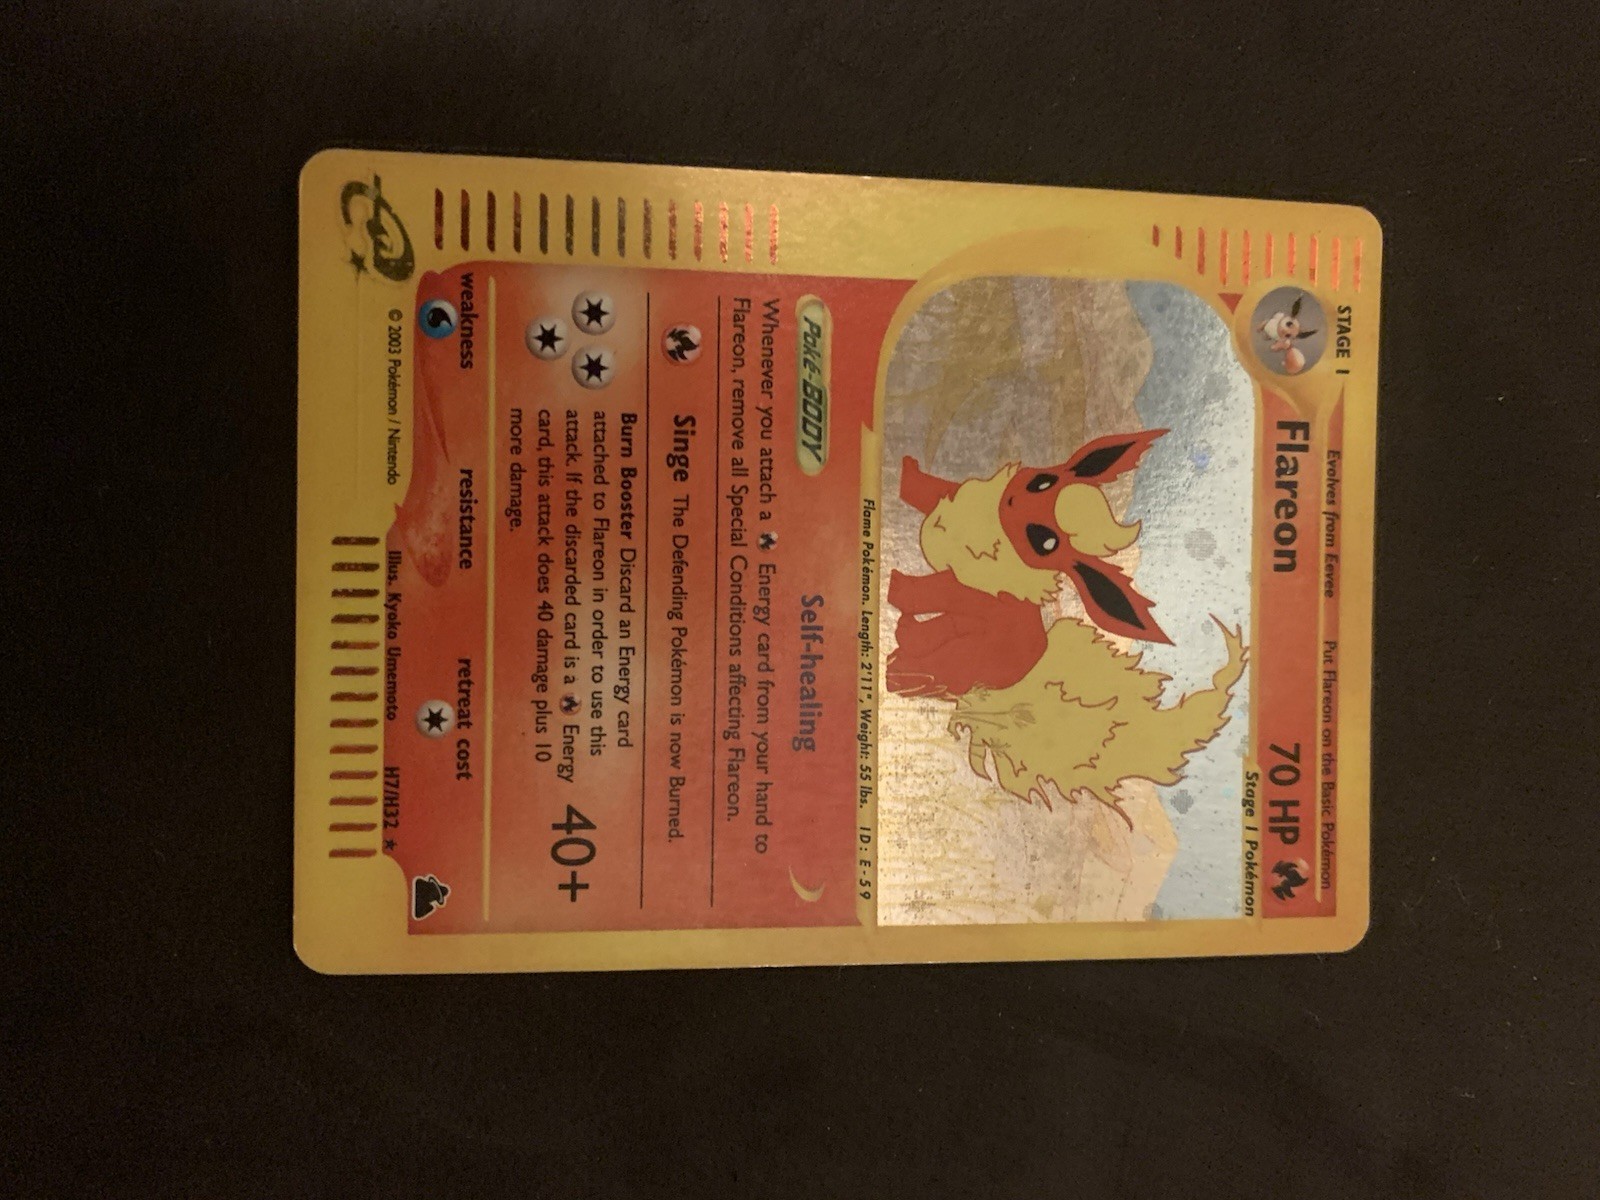 STAGE 1
Evolves from Eevee
Put Flareon on the Basic Pokémon
Flareon
70 HP
Stage 1 Pokémon
Flame Pokémon. Length: 2'11", Weight: 55 lbs. ID: E-59
Poké-BODY
Self-healing
Whenever you attach a Energy card from your hand to
Flareon, remove all Special Conditions affecting Flareon.
Singe The Defending Pokémon is now Burned.
Burn Booster Discard an Energy card
attached to Flareon in order to use this
attack. If the discarded card is a Energy
card, this attack does 40 damage plus 10
more damage.
40+
weakness
resistance
retreat cost
Illus. Kyoko Umemoto
H7/H32 ★
© 2003 Pokémon / Nintendo
e